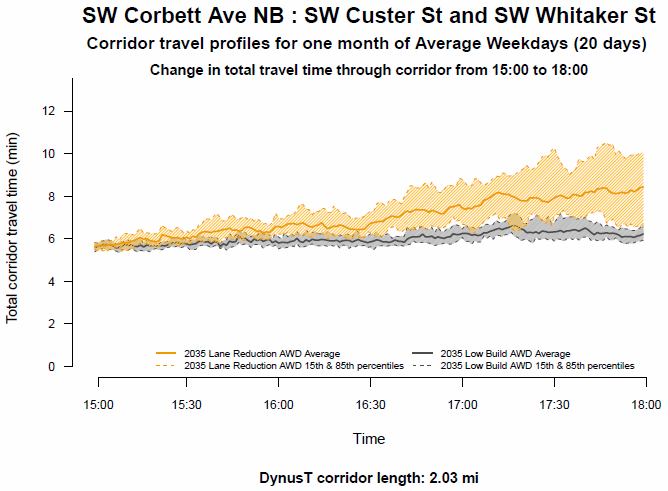 SW Corbett Ave NB : SW Custer St and SW Whitaker St
Corridor travel profiles for one month of Average Weekdays (20 days)
Change in total travel time through corridor from 15:00 to 18:00
Total corridor travel time (min)
12
10
8
6
4
2
0
2035 Lane Reduction AWD Average
2035 Low Build AWD Average
2035 Lane Reduction AWD 15th & 85th percentiles
2035 Low Build AWD 15th & 85th percentiles
15:00 15:30 16:00 16:30 17:00 17:30 18:00
Time
DynusT corridor length: 2.03 mi